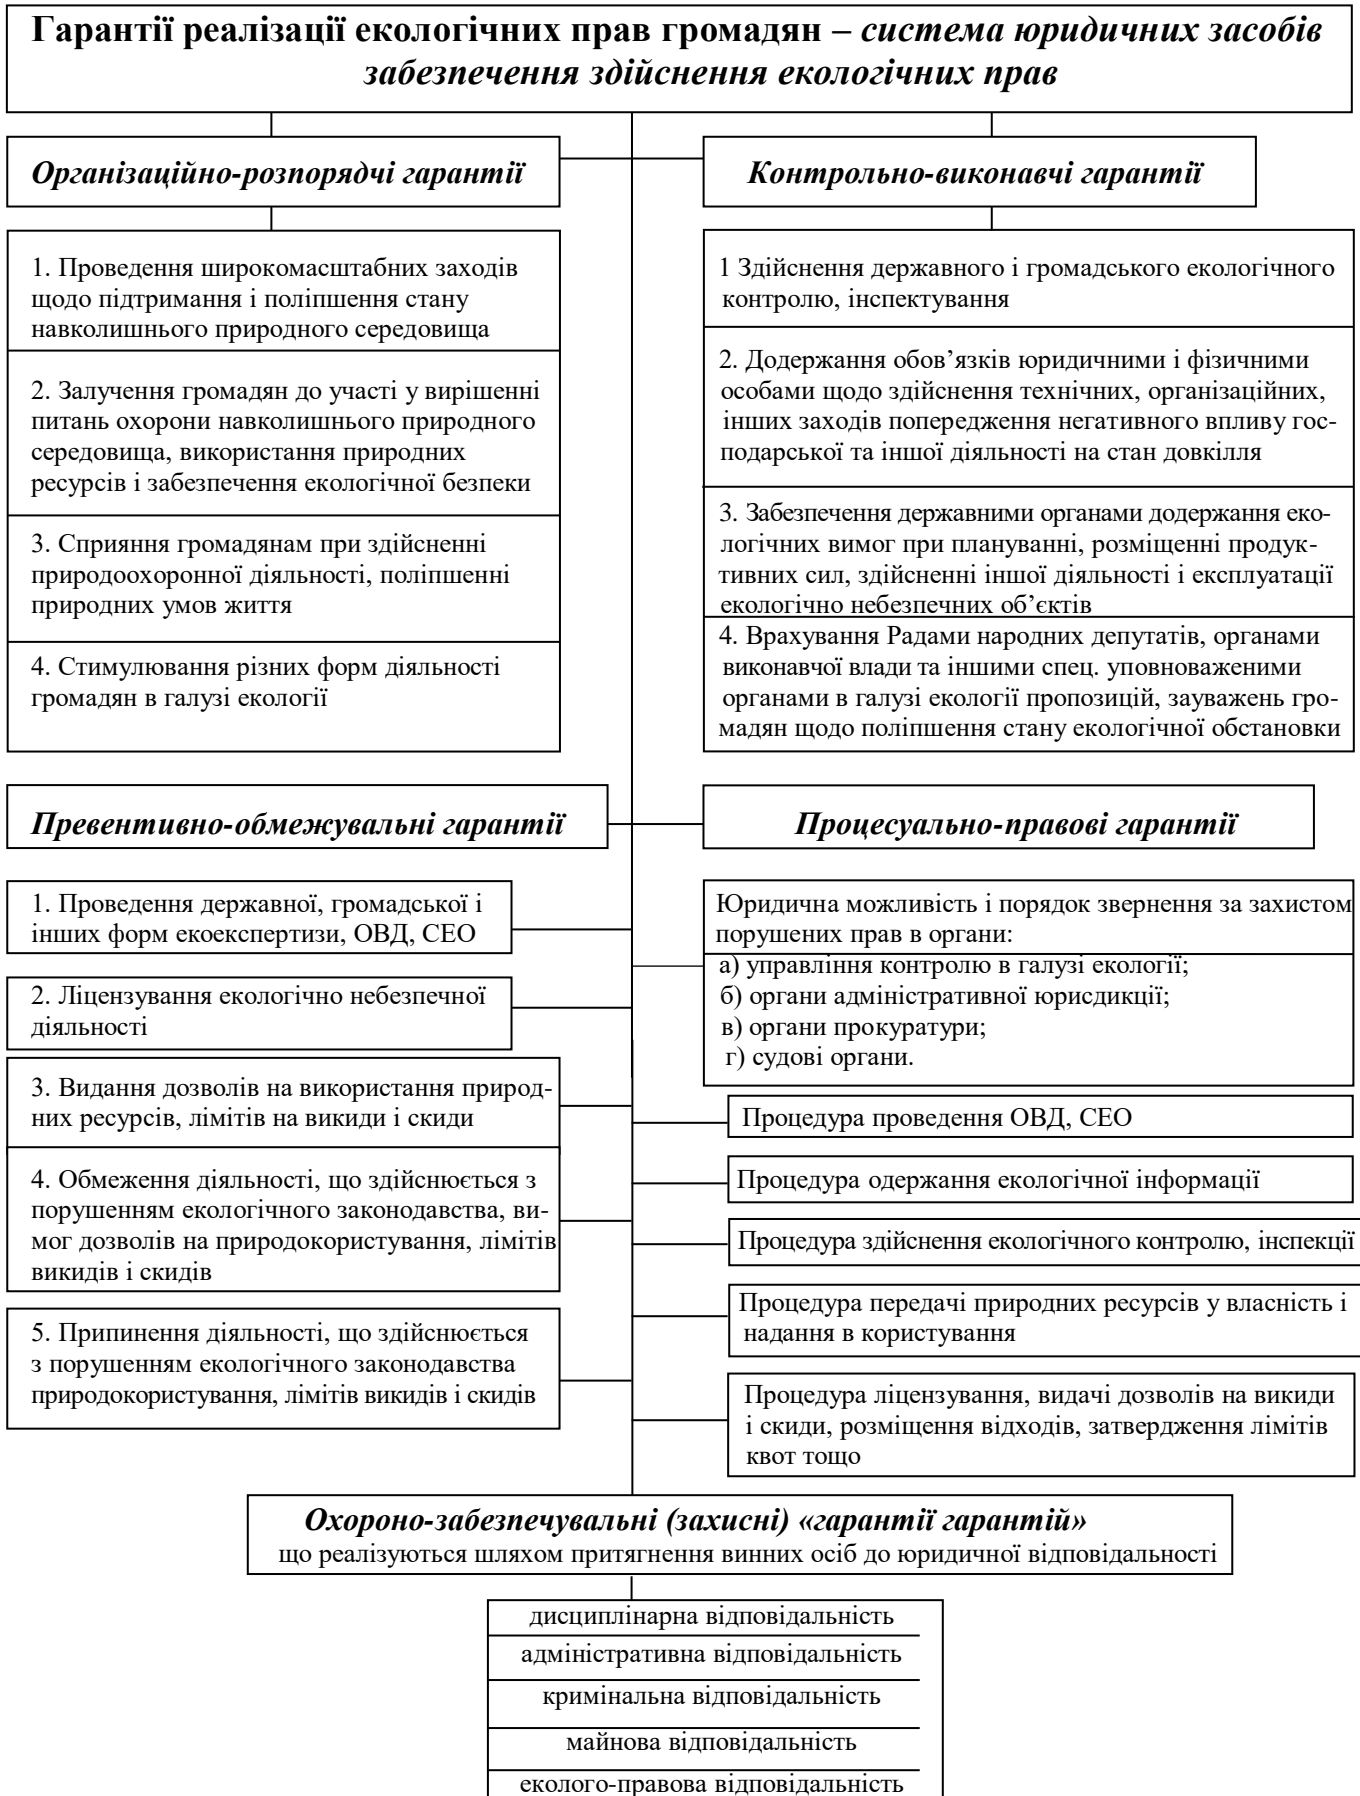 Гарантії реалізації екологічних прав громадян – система юридичних засобів
забезпечення здійснення екологічних прав
Організаційно-розпорядчі гарантії
1. Проведення широкомасштабних заходів
щодо підтримання і поліпшення стану
навколишнього природного середовища
2. Залучення громадян до участі у вирішенні
питань охорони навколишнього природного
середовища, використання природних
ресурсів і забезпечення екологічної безпеки
3. Сприяння громадянам при здійсненні
природоохоронної діяльності, поліпшенні
природних умов життя
4. Стимулювання різних форм діяльності
громадян в галузі екології
Контрольно-виконавчі гарантії
1 Здійснення державного і громадського екологічного
контролю, інспектування
2. Додержання обов’язків юридичними і фізичними
особами щодо здійснення технічних, організаційних,
інших заходів попередження негативного впливу гос-
подарської та іншої діяльності на стан довкілля
3. Забезпечення державними органами додержання еко-
логічних вимог при плануванні, розміщенні продук-
тивних сил, здійсненні іншої діяльності і експлуатації
екологічно небезпечних об’єктів
4. Врахування Радами народних депутатів, органами
виконавчої влади та іншими спец. уповноваженими
органами в галузі екології пропозицій, зауважень гро-
мадян щодо поліпшення стану екологічної обстановки
Превентивно-обмежувальні гарантії
1. Проведення державної, громадської і
інших форм екоекспертизи, ОВД, СЕО
2. Ліцензування екологічно небезпечної
діяльності
3. Видання дозволів на використання природ-
них ресурсів, лімітів на викиди і скиди
4. Обмеження діяльності, що здійснюється з
порушенням екологічного законодавства, ви-
мог дозволів на природокористування, лімітів
викидів і скидів
5. Припинення діяльності, що здійснюється
з порушенням екологічного законодавства
природокористування, лімітів викидів і скидів
Процесуально-правові гарантії
Юридична можливість і порядок звернення за захистом
порушених прав в органи:
а) управління контролю в галузі екології;
б) органи адміністративної юрисдикції;
в) органи прокуратури;
г) судові органи.
Процедура проведення ОВД, СЕО
Процедура одержання екологічної інформації
Процедура здійснення екологічного контролю, інспекції
Процедура передачі природних ресурсів у власність і
надання в користування
Процедура ліцензування, видачі дозволів на викиди
і скиди, розміщення відходів, затвердження лімітів
квот тощо
Охороно-забезпечувальні (захисні) «гарантії гарантій»
що реалізуються шляхом притягнення винних осіб до юридичної відповідальності
дисциплінарна відповідальність
адміністративна відповідальність
кримінальна відповідальність
майнова відповідальність
еколого-правова відповідальність